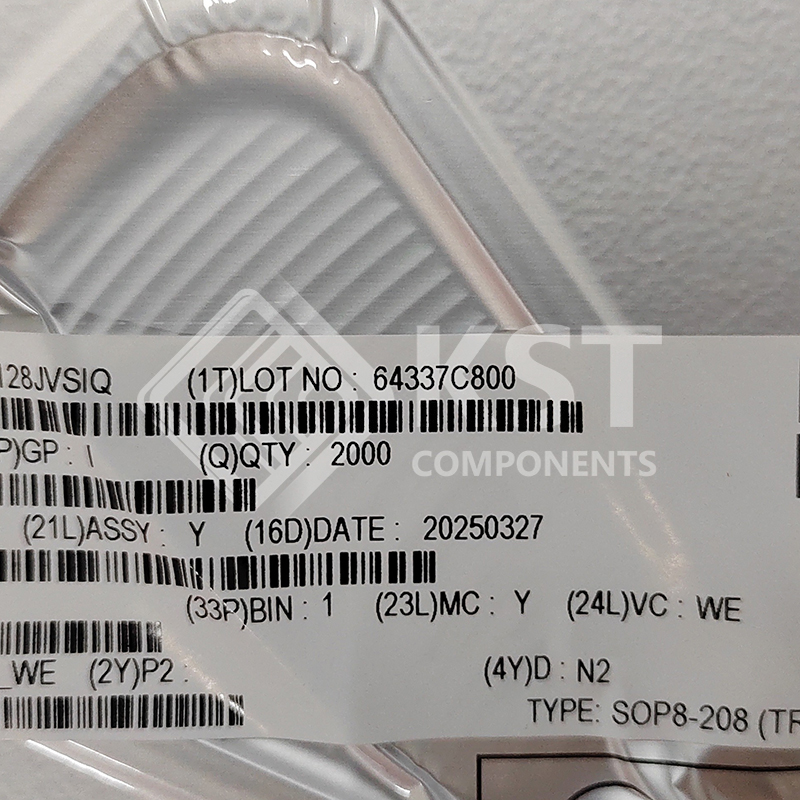 128JVSIQ (1T)LOT NO : 64337C800
P)GP : I (Q)QTY : 2000
(21L)ASSY : Y (16D)DATE : 20250327
(33P)BIN : 1 (23L)MC : Y (24L)VC : WE
_WE (2Y)P2 : (4Y)D : N2
TYPE: SOP8-208 (TR
KST
COMPONENTS